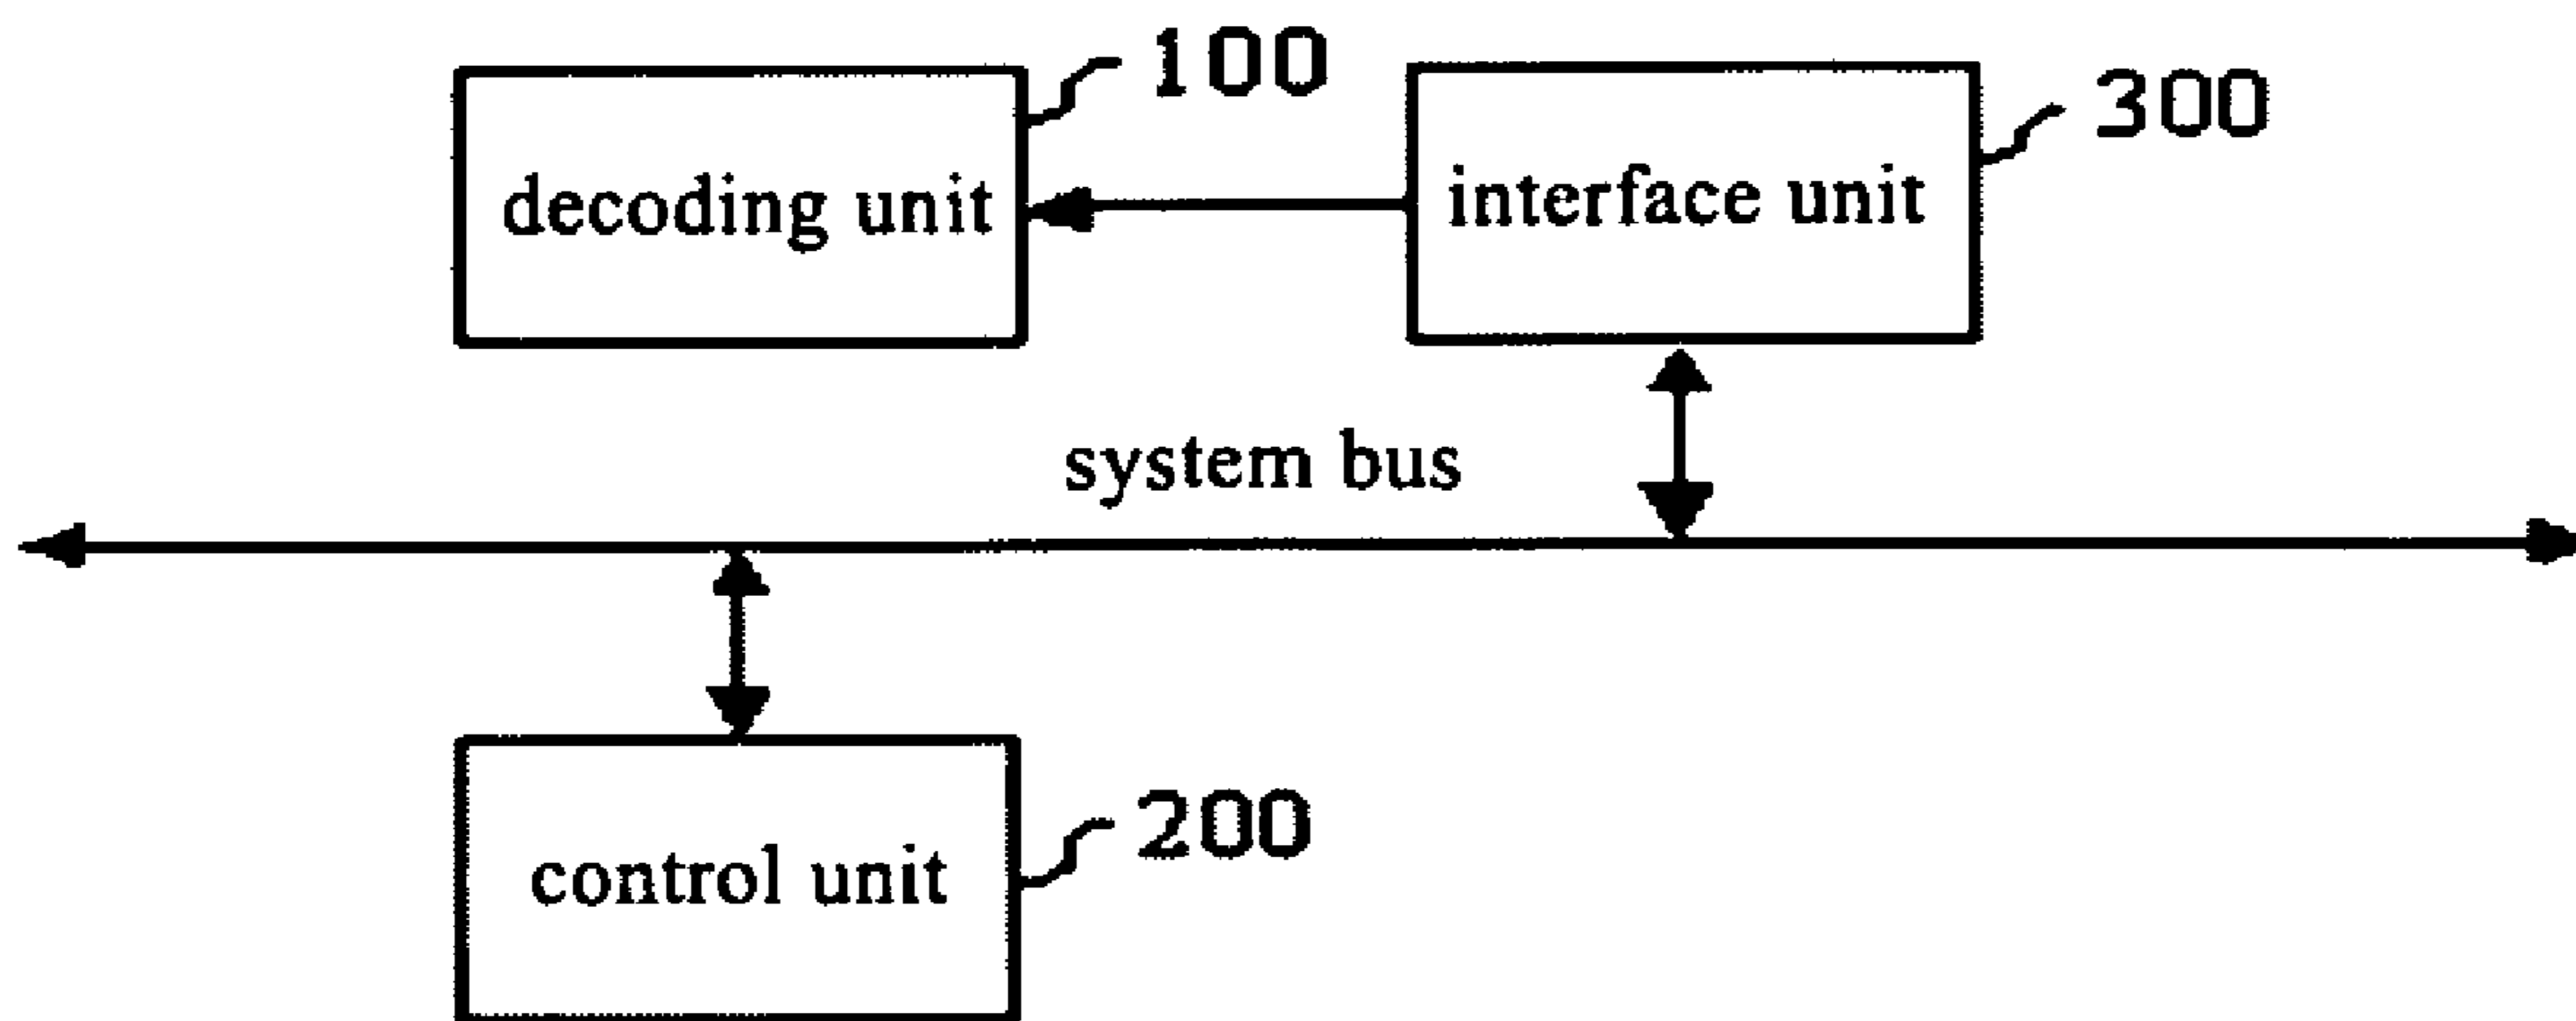 100
300
decoding unit
interface unit
system bus
200
control unit